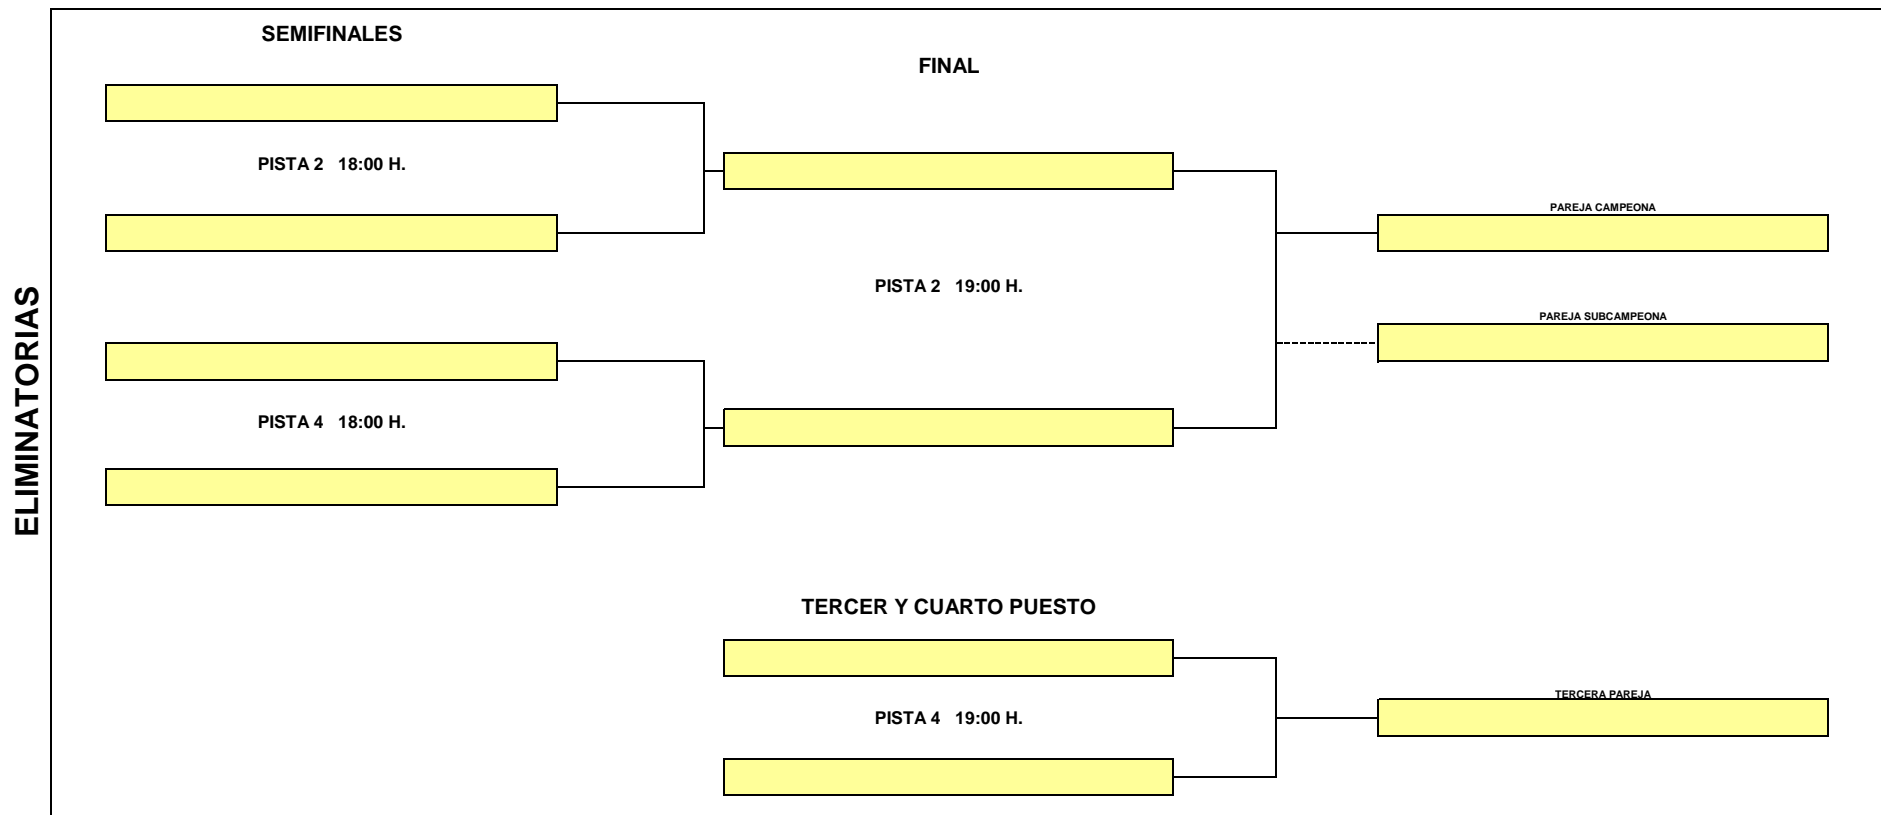 ELIMINATORIAS
SEMIFINALES
FINAL
PISTA 2 18:00 H.
PAREJA CAMPEONA
PISTA 2 19:00 H.
PAREJA SUBCAMPEONA
PISTA 4 18:00 H.
TERCER Y CUARTO PUESTO
TERCERA PAREJA
PISTA 4 19:00 H.